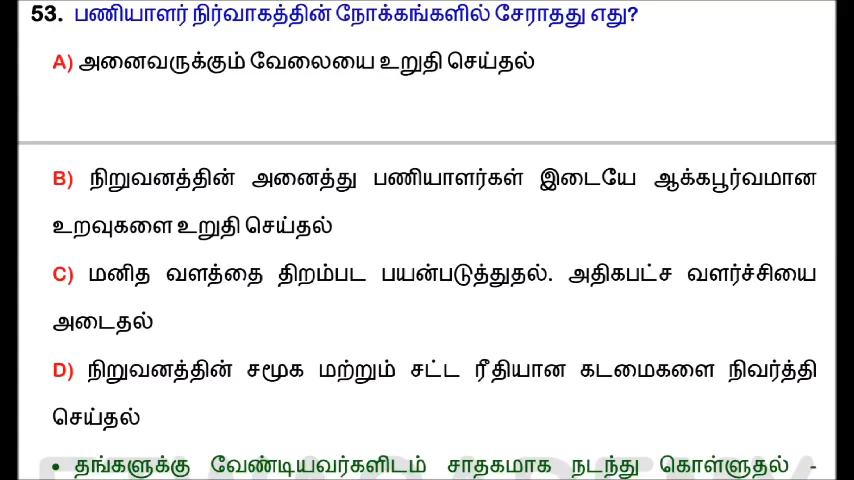 53. பணியாளர் நிர்வாகத்தின் நோக்கங்களில் சேராதது எது?
A) அனைவருக்கும் வேலையை உறுதி செய்தல்
B) நிறுவனத்தின் அனைத்து பணியாளர்கள் இடையே ஆக்கபூர்வமான
உறவுகளை உறுதி செய்தல்
C) மனித வளத்தை திறம்பட பயன்படுத்துதல். அதிகபட்ச வளர்ச்சியை
அடைதல்
D) நிறுவனத்தின் சமூக மற்றும் சட்ட ரீதியான கடமைகளை நிவர்த்தி
செய்தல்
• தங்களுக்கு வேண்டியவர்களிடம் சாதகமாக நடந்து கொள்ளுதல் -